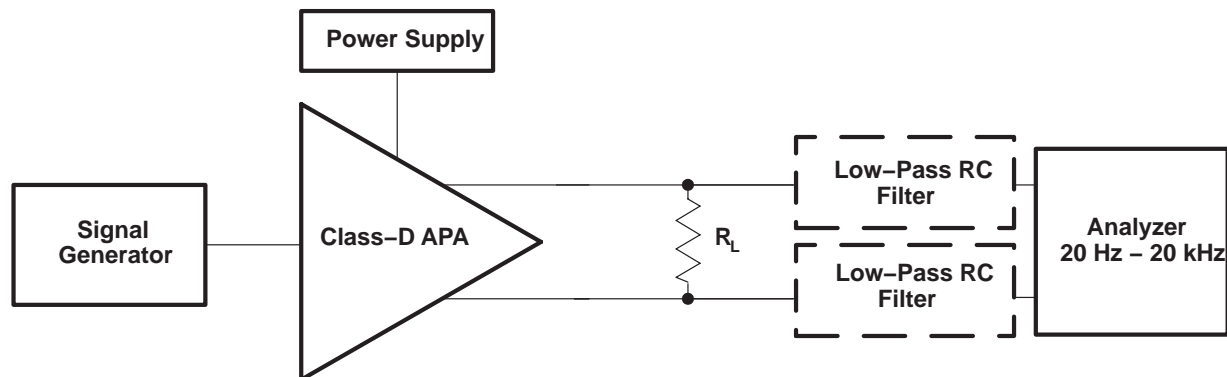 Power Supply
Signal
Generator
Class–D APA
R_L
Low–Pass RC
Filter
Low–Pass RC
Filter
Analyzer
20 Hz – 20 kHz